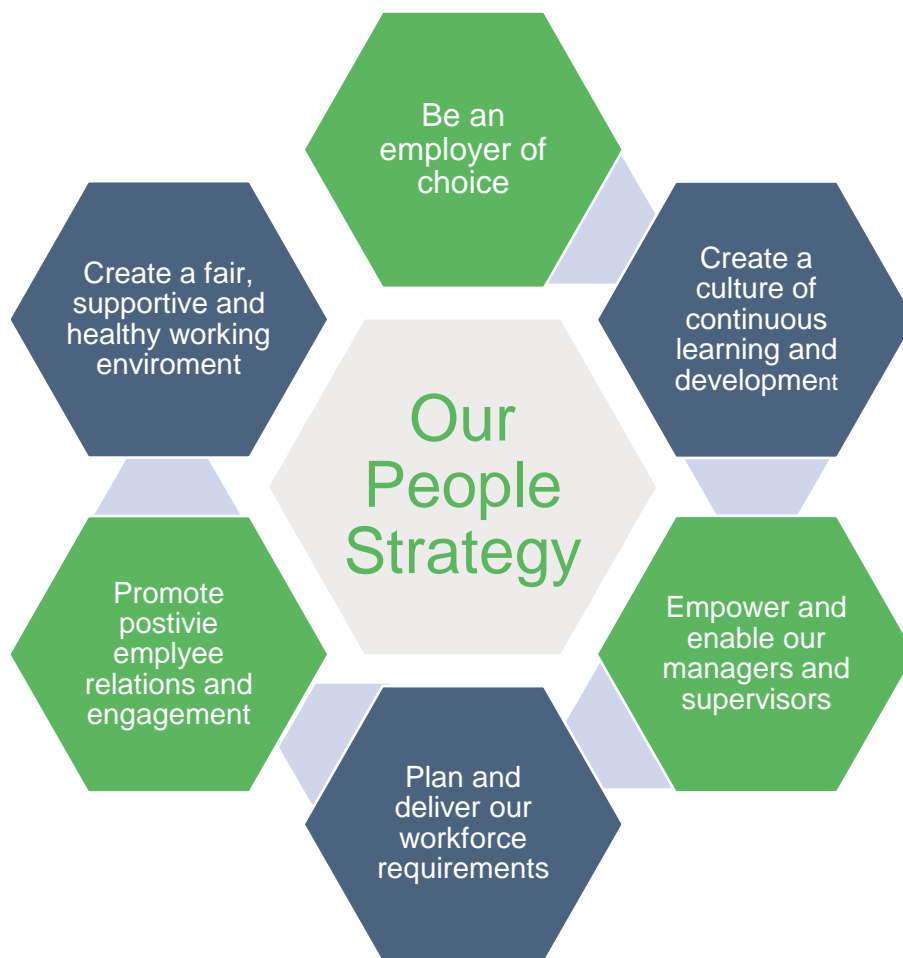 Be an
employer of
choice
Create a
culture of
continuous
learning and
development
Empower and
enable our
managers and
supervisors
Plan and
deliver our
workforce
requirements
Promote
postivie
emplyee
relations and
engagement
Create a fair,
supportive and
healthy working
enviroment
Our
People
Strategy